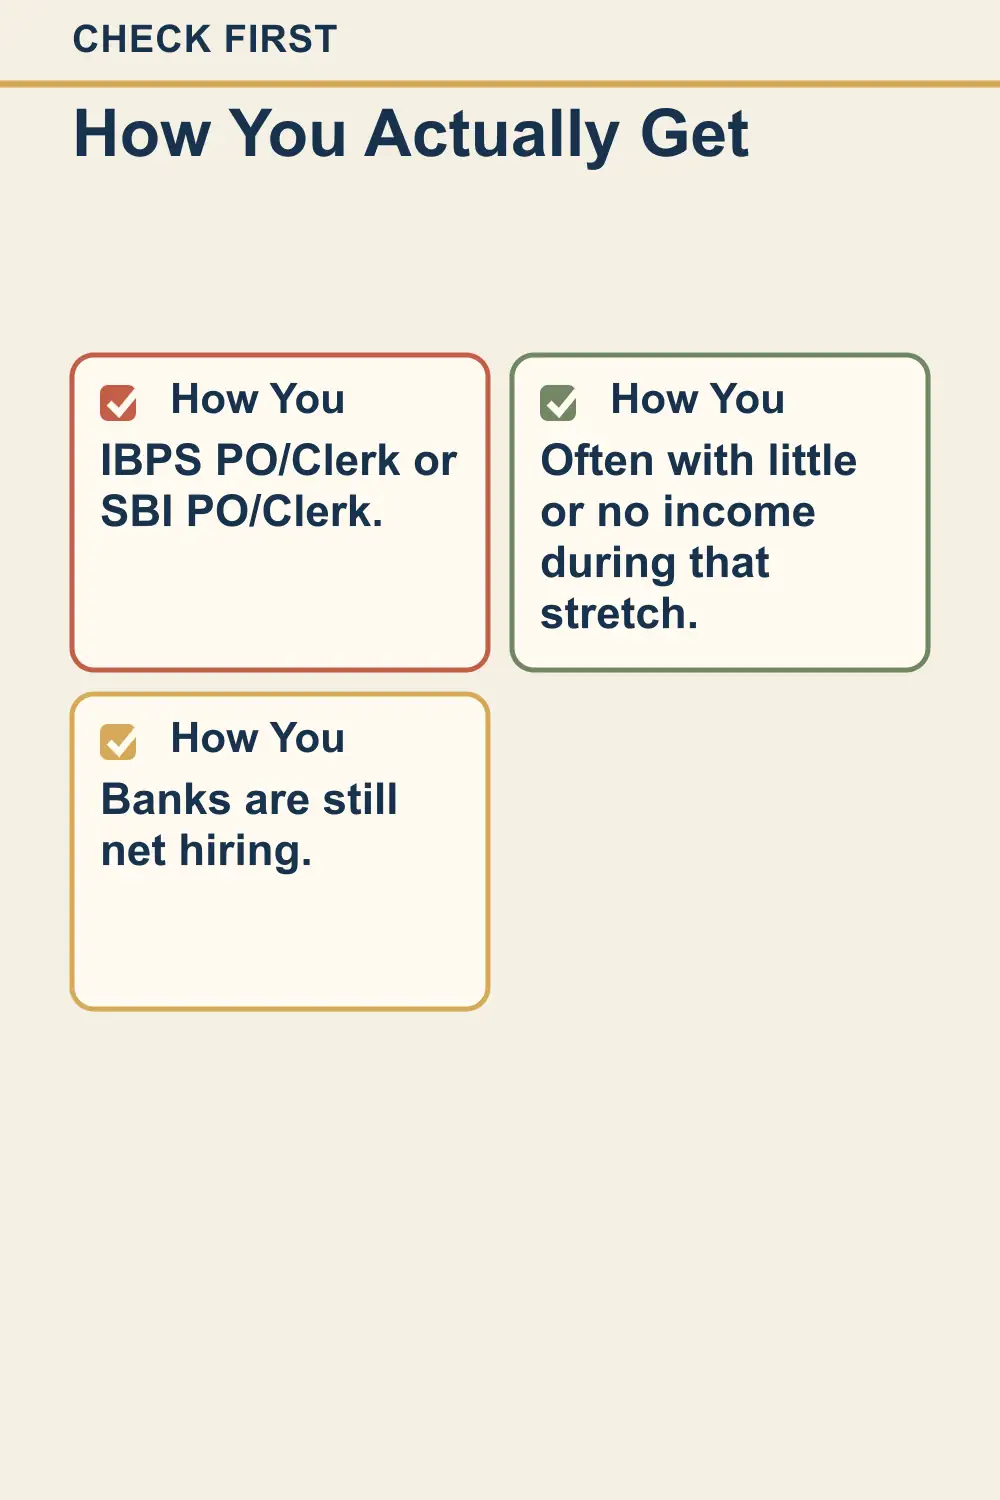 CHECK FIRST
How You Actually Get
How You
IBPS PO/Clerk or
SBI PO/Clerk.
How You
Often with little
or no income
during that
stretch.
How You
Banks are still
net hiring.